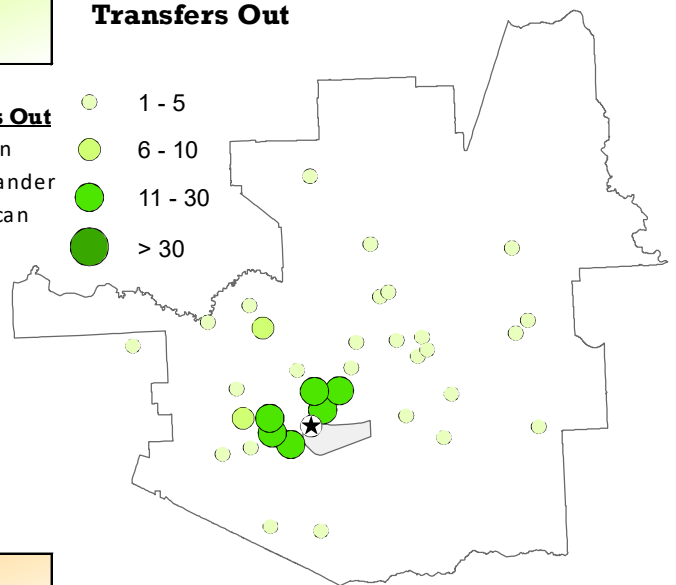 Transfers Out
s Out
n
ander
can
1 - 5
6 - 10
11 - 30
> 30